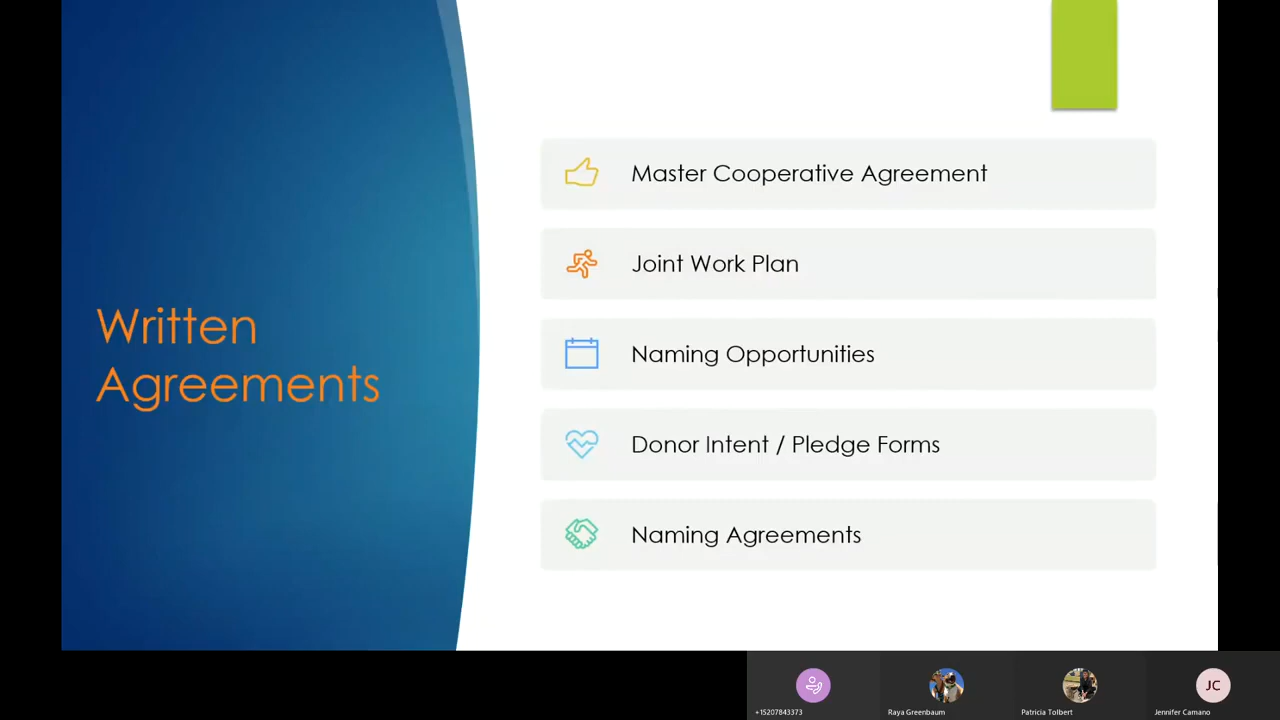 Written
Agreements
Master Cooperative Agreement
Joint Work Plan
Naming Opportunities
Donor Intent / Pledge Forms
Naming Agreements
JC
+15207843373
Raya Greenbaum
Patricia Tolbert
Jennifer Camano